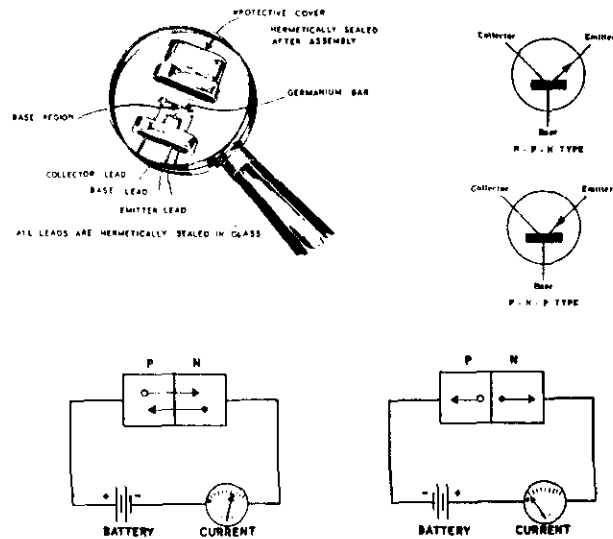 PROTECTIVE COVER
HERMETICALLY SEALED
AFTER ASSEMBLY
GERMANIUM BAR
BASE REGION
COLLECTOR LEAD
BASE LEAD
EMITTER LEAD
ALL LEADS ARE HERMETICALLY SEALED IN GLASS
Collector
Emitter
Base
N - P - N TYPE
Collector
Emitter
Base
P - N - P TYPE
P N
+ -
BATTERY CURRENT
P N
- +
BATTERY CURRENT